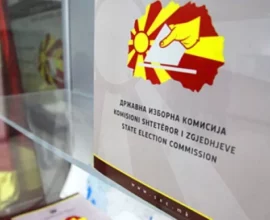 ДРЖАВНА ИЗБОРНА КОМИСИЈА
KOMISIONI SHTETËROR I ZGJEDHJEVE
STATE ELECTION COMMISSION